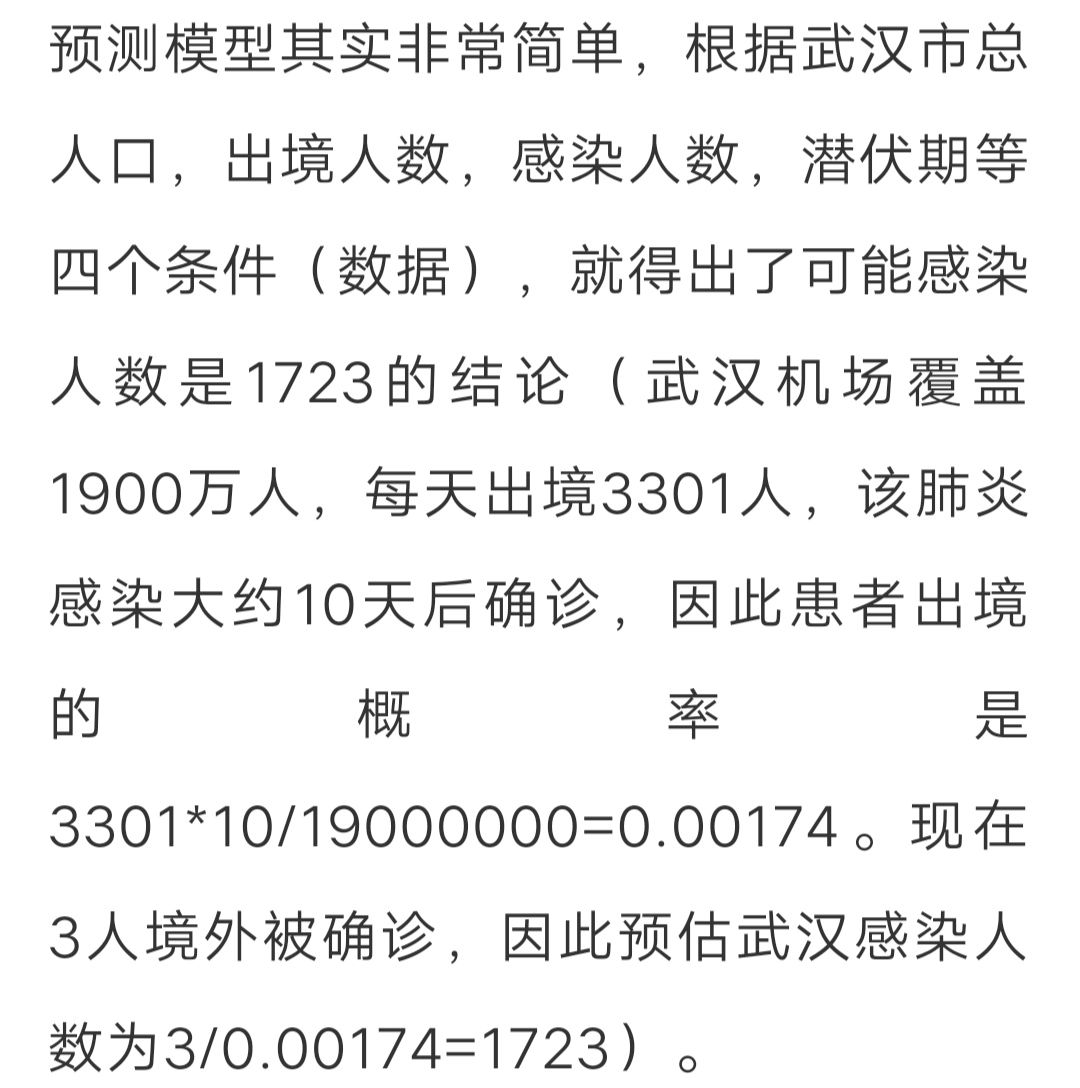 预测模型其实非常简单，根据武汉市总
人口，出境人数，感染人数，潜伏期等
四个条件（数据），就得出了可能感染
人数是1723的结论（武汉机场覆盖
1900万人，每天出境3301人，该肺炎
感染大约10天后确诊，因此患者出境
的概率是
3301*10/19000000=0.00174。现在
3人境外被确诊，因此预估武汉感染人
数为3/0.00174=1723）。